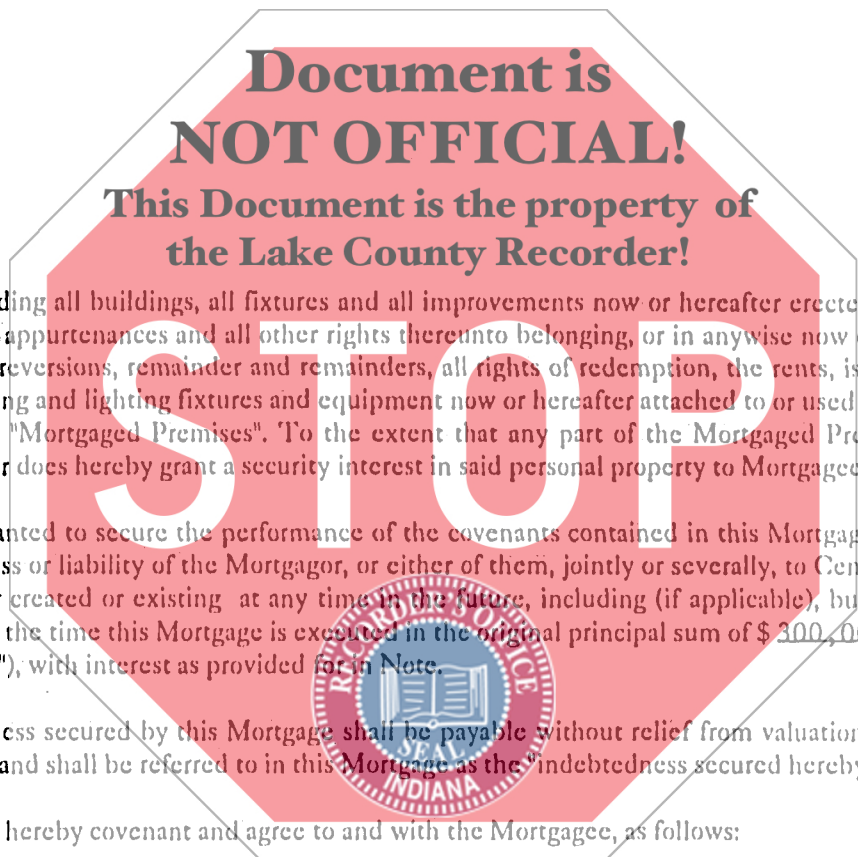 Document is
NOT OFFICIAL!
This Document is the property of
the Lake County Recorder!
STOP
ding all buildings, all fixtures and all improvements now or hereafter erecte
appurtenances and all other rights thereunto belonging, or in anywise now
reversions, remainder and remainders, all rights of redemption, the rents, is
ng and lighting fixtures and equipment now or hereafter attached to or used
"Mortgaged Premises". To the extent that any part of the Mortgaged Pre
r does hereby grant a security interest in said personal property to Mortgagee
anted to secure the performance of the covenants contained in this Mortgag
ss or liability of the Mortgagor, or either of them, jointly or severally, to Cen
r created or existing at any time in the future, including (if applicable), bu
the time this Mortgage is executed in the original principal sum of $ 300,00
"), with interest as provided for in Note.
RECORDER'S OFFICE
SEAL
INDIANA
ess secured by this Mortgage shall be payable without relief from valuation
and shall be referred to in this Mortgage as the "indebtedness secured hereby
hereby covenant and agree to and with the Mortgagee, as follows: